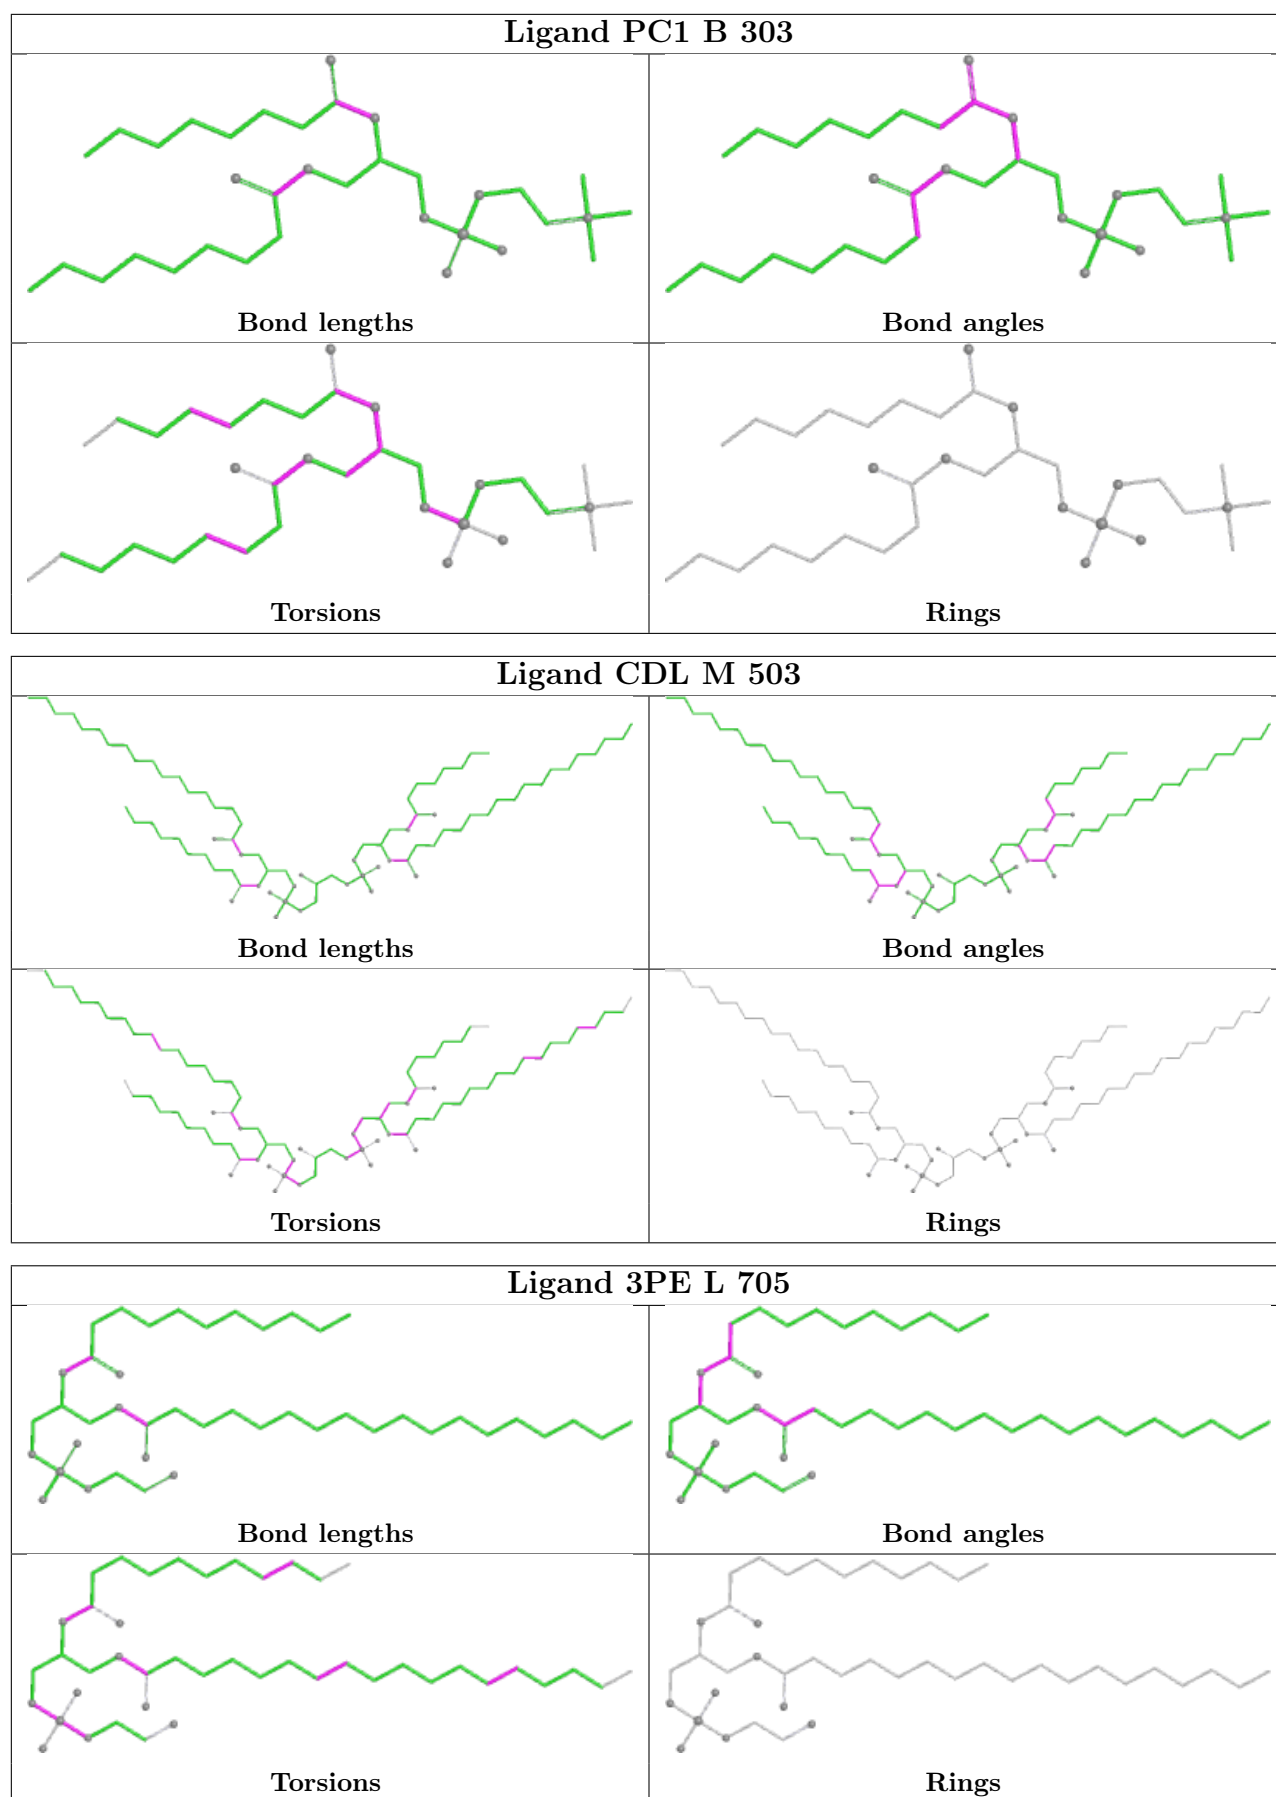 Ligand PC1 B 303
Bond lengths
Bond angles
Torsions
Rings
Ligand CDL M 503
Bond lengths
Bond angles
Torsions
Rings
Ligand 3PE L 705
Bond lengths
Bond angles
Torsions
Rings